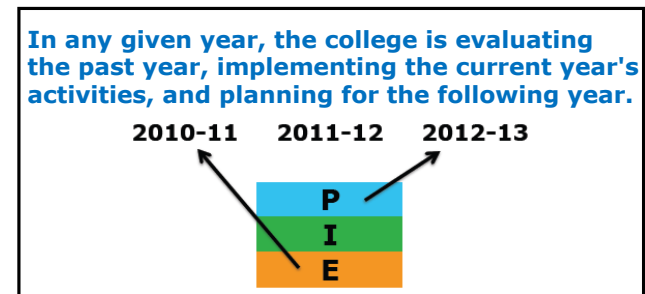 In any given year, the college is evaluating
the past year, implementing the current year's
activities, and planning for the following year.
2010-11 2011-12 2012-13
P
I
E